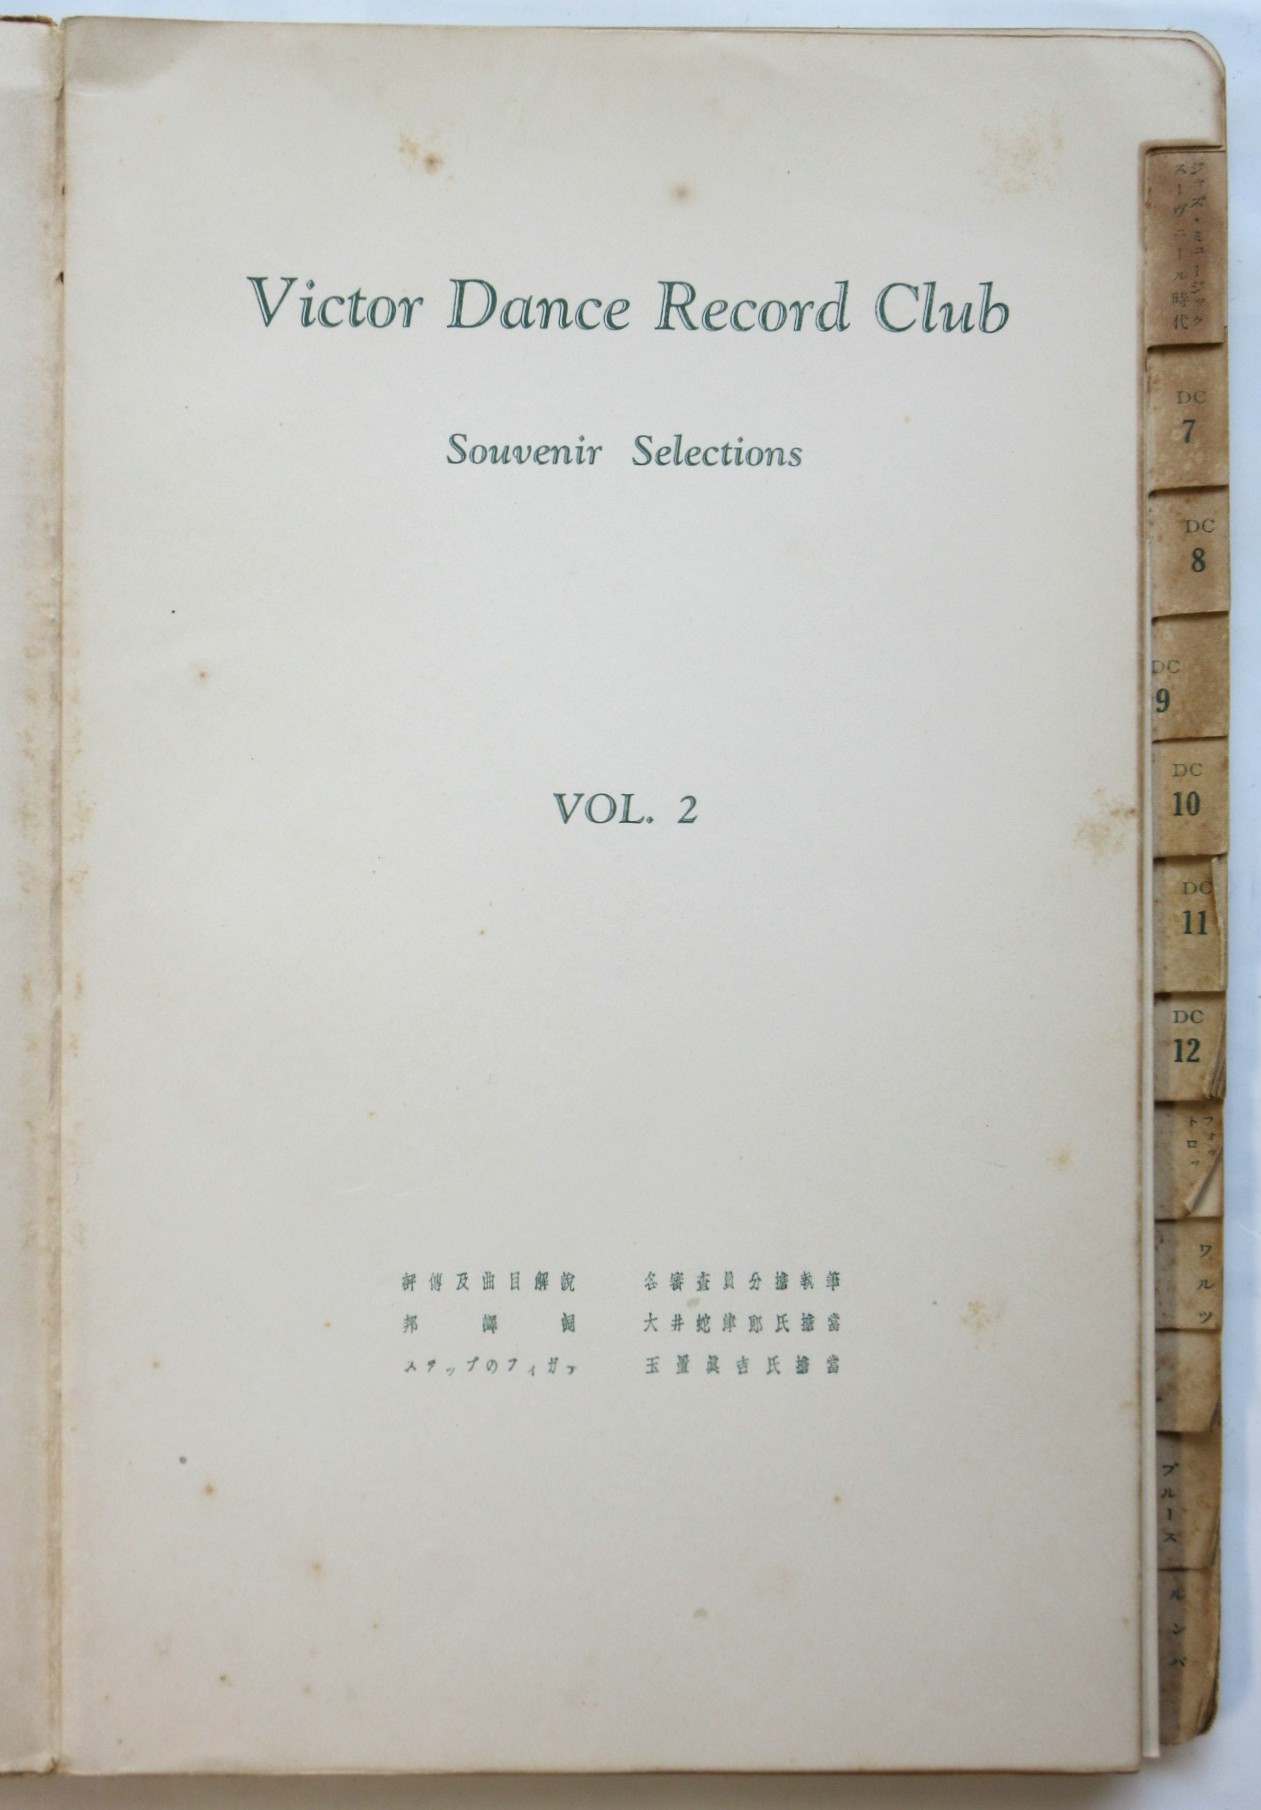 Victor Dance Record Club
Souvenir Selections
VOL. 2
評傳及曲目解說 各審査員分擔執筆
邦譯詞 大井蛇津郎氏擔當
ステップのフィガァ 玉置眞吉氏擔當
ジァズ・ミュージック
スーヴニール時代
DC
7
DC
8
DC
9
DC
10
DC
11
DC
12
フォックス
トロッ
ワルツ
ブルース
ルンバ